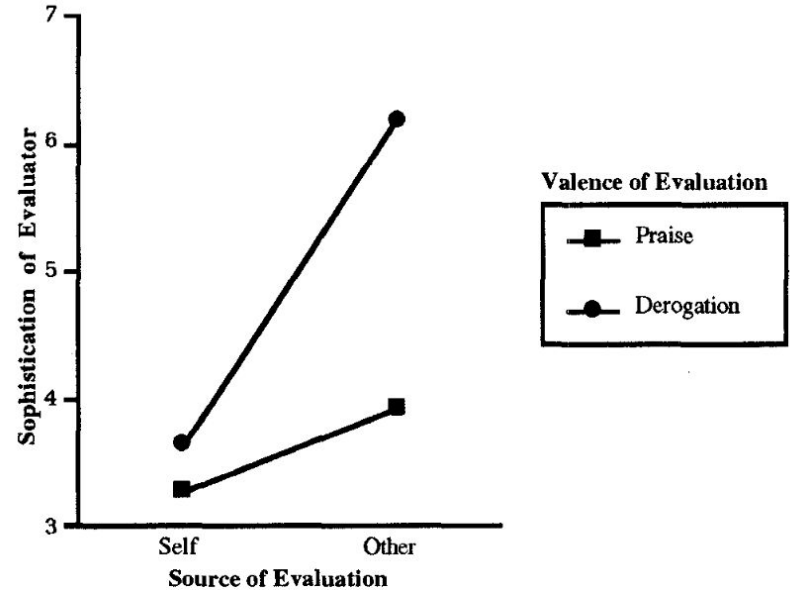 7
6
5
4
3
Sophistication of Evaluator
Self
Other
Source of Evaluation
Valence of Evaluation
Praise
Derogation